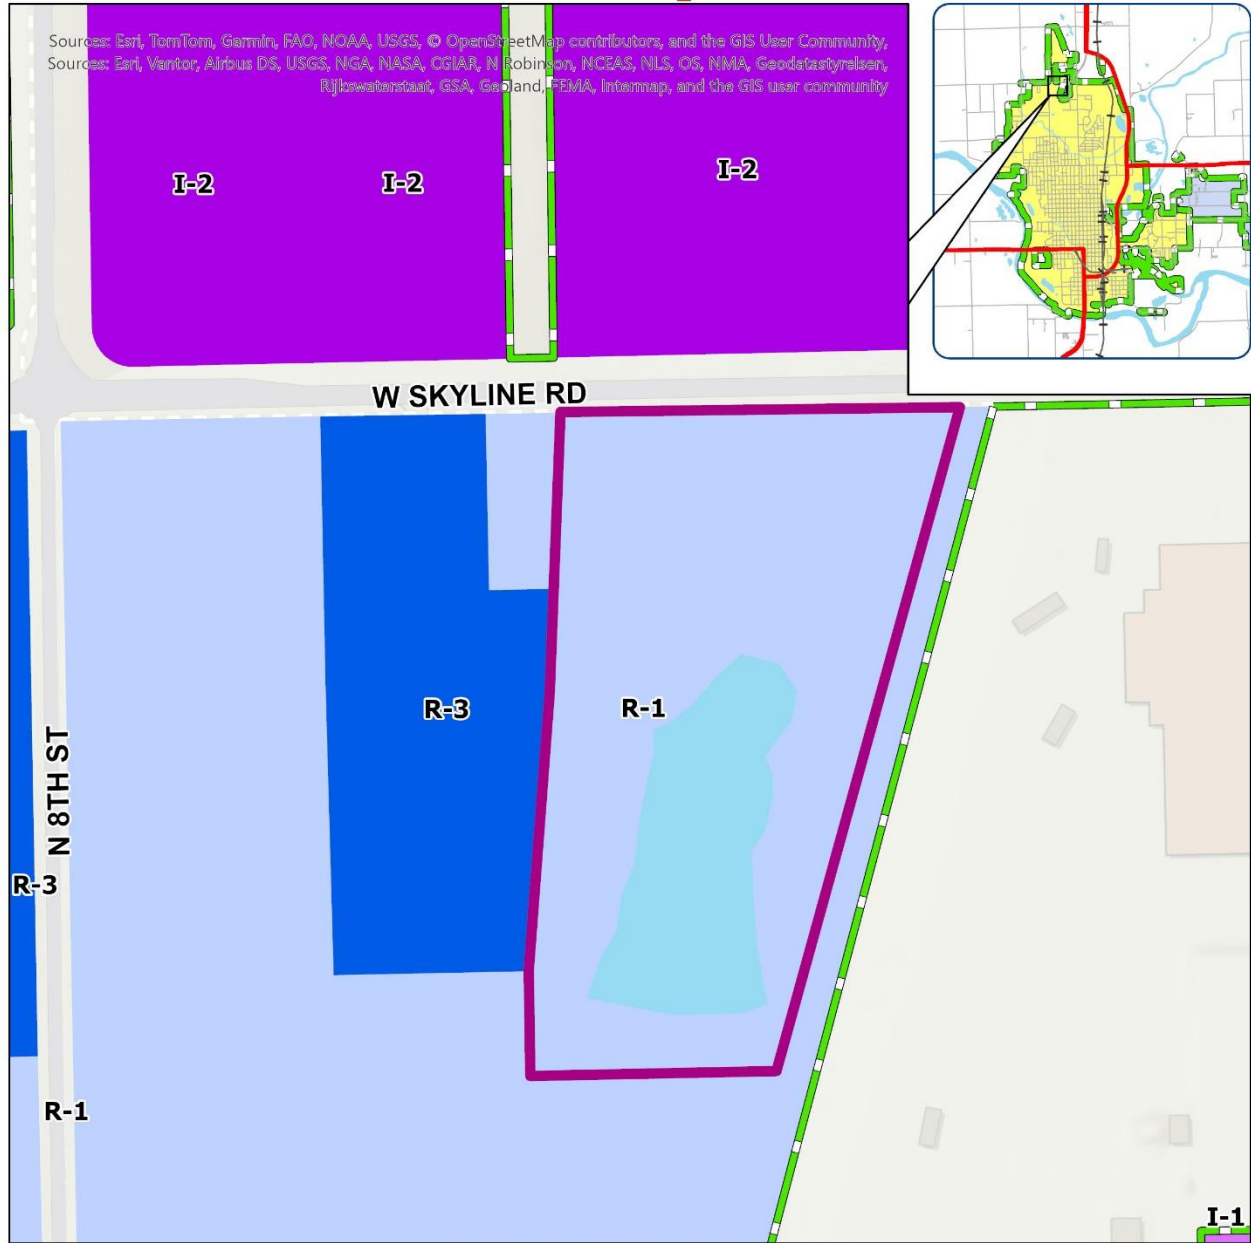 Sources: Esri, TomTom, Garmin, FAO, NOAA, USGS, © OpenStreetMap contributors, and the GIS User Community,
Sources: Esri, Vantor, Airbus DS, USGS, NGA, NASA, CGIAR, N Robinson, NCEAS, NLS, OS, NMA, Geodatastyrelsen,
Rijkswaterstaat, GSA, Geoland, FEMA, Intermap, and the GIS user community
I-2
I-2
I-2
W SKYLINE RD
R-3
R-1
N 8TH ST
R-3
R-1
I-1